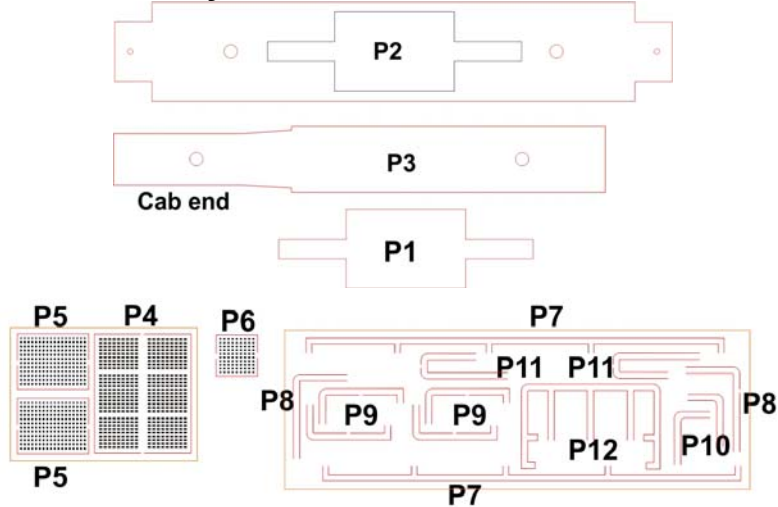 P2
P3
Cab end
P1
P5 P4 P6 P7
P11 P11
P8 P9 P9 P8
P12 P10
P5 P7